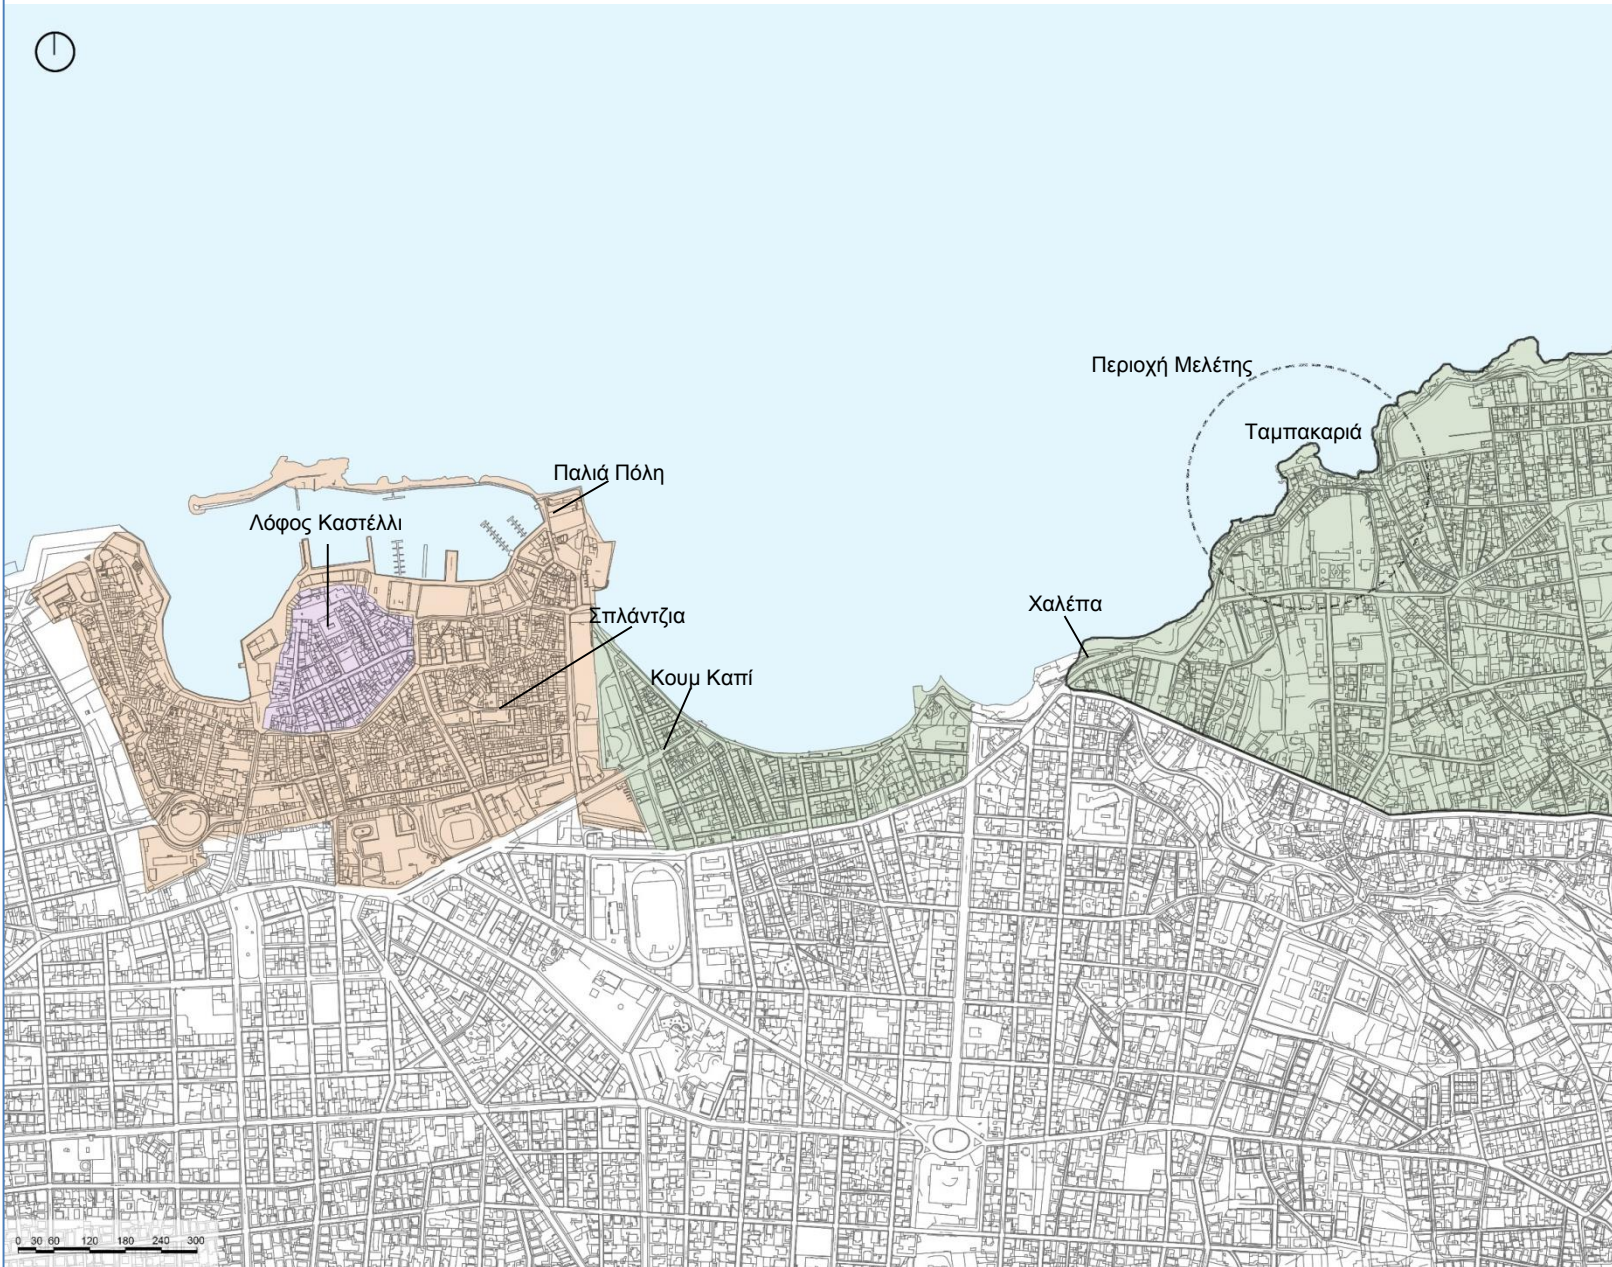 Περιοχή Μελέτης
Ταμπακαριά
Παλιά Πόλη
Λόφος Καστέλλι
Χαλέπα
Σπλάντζια
Κουμ Καπί
0 30 60 120 180 240 300